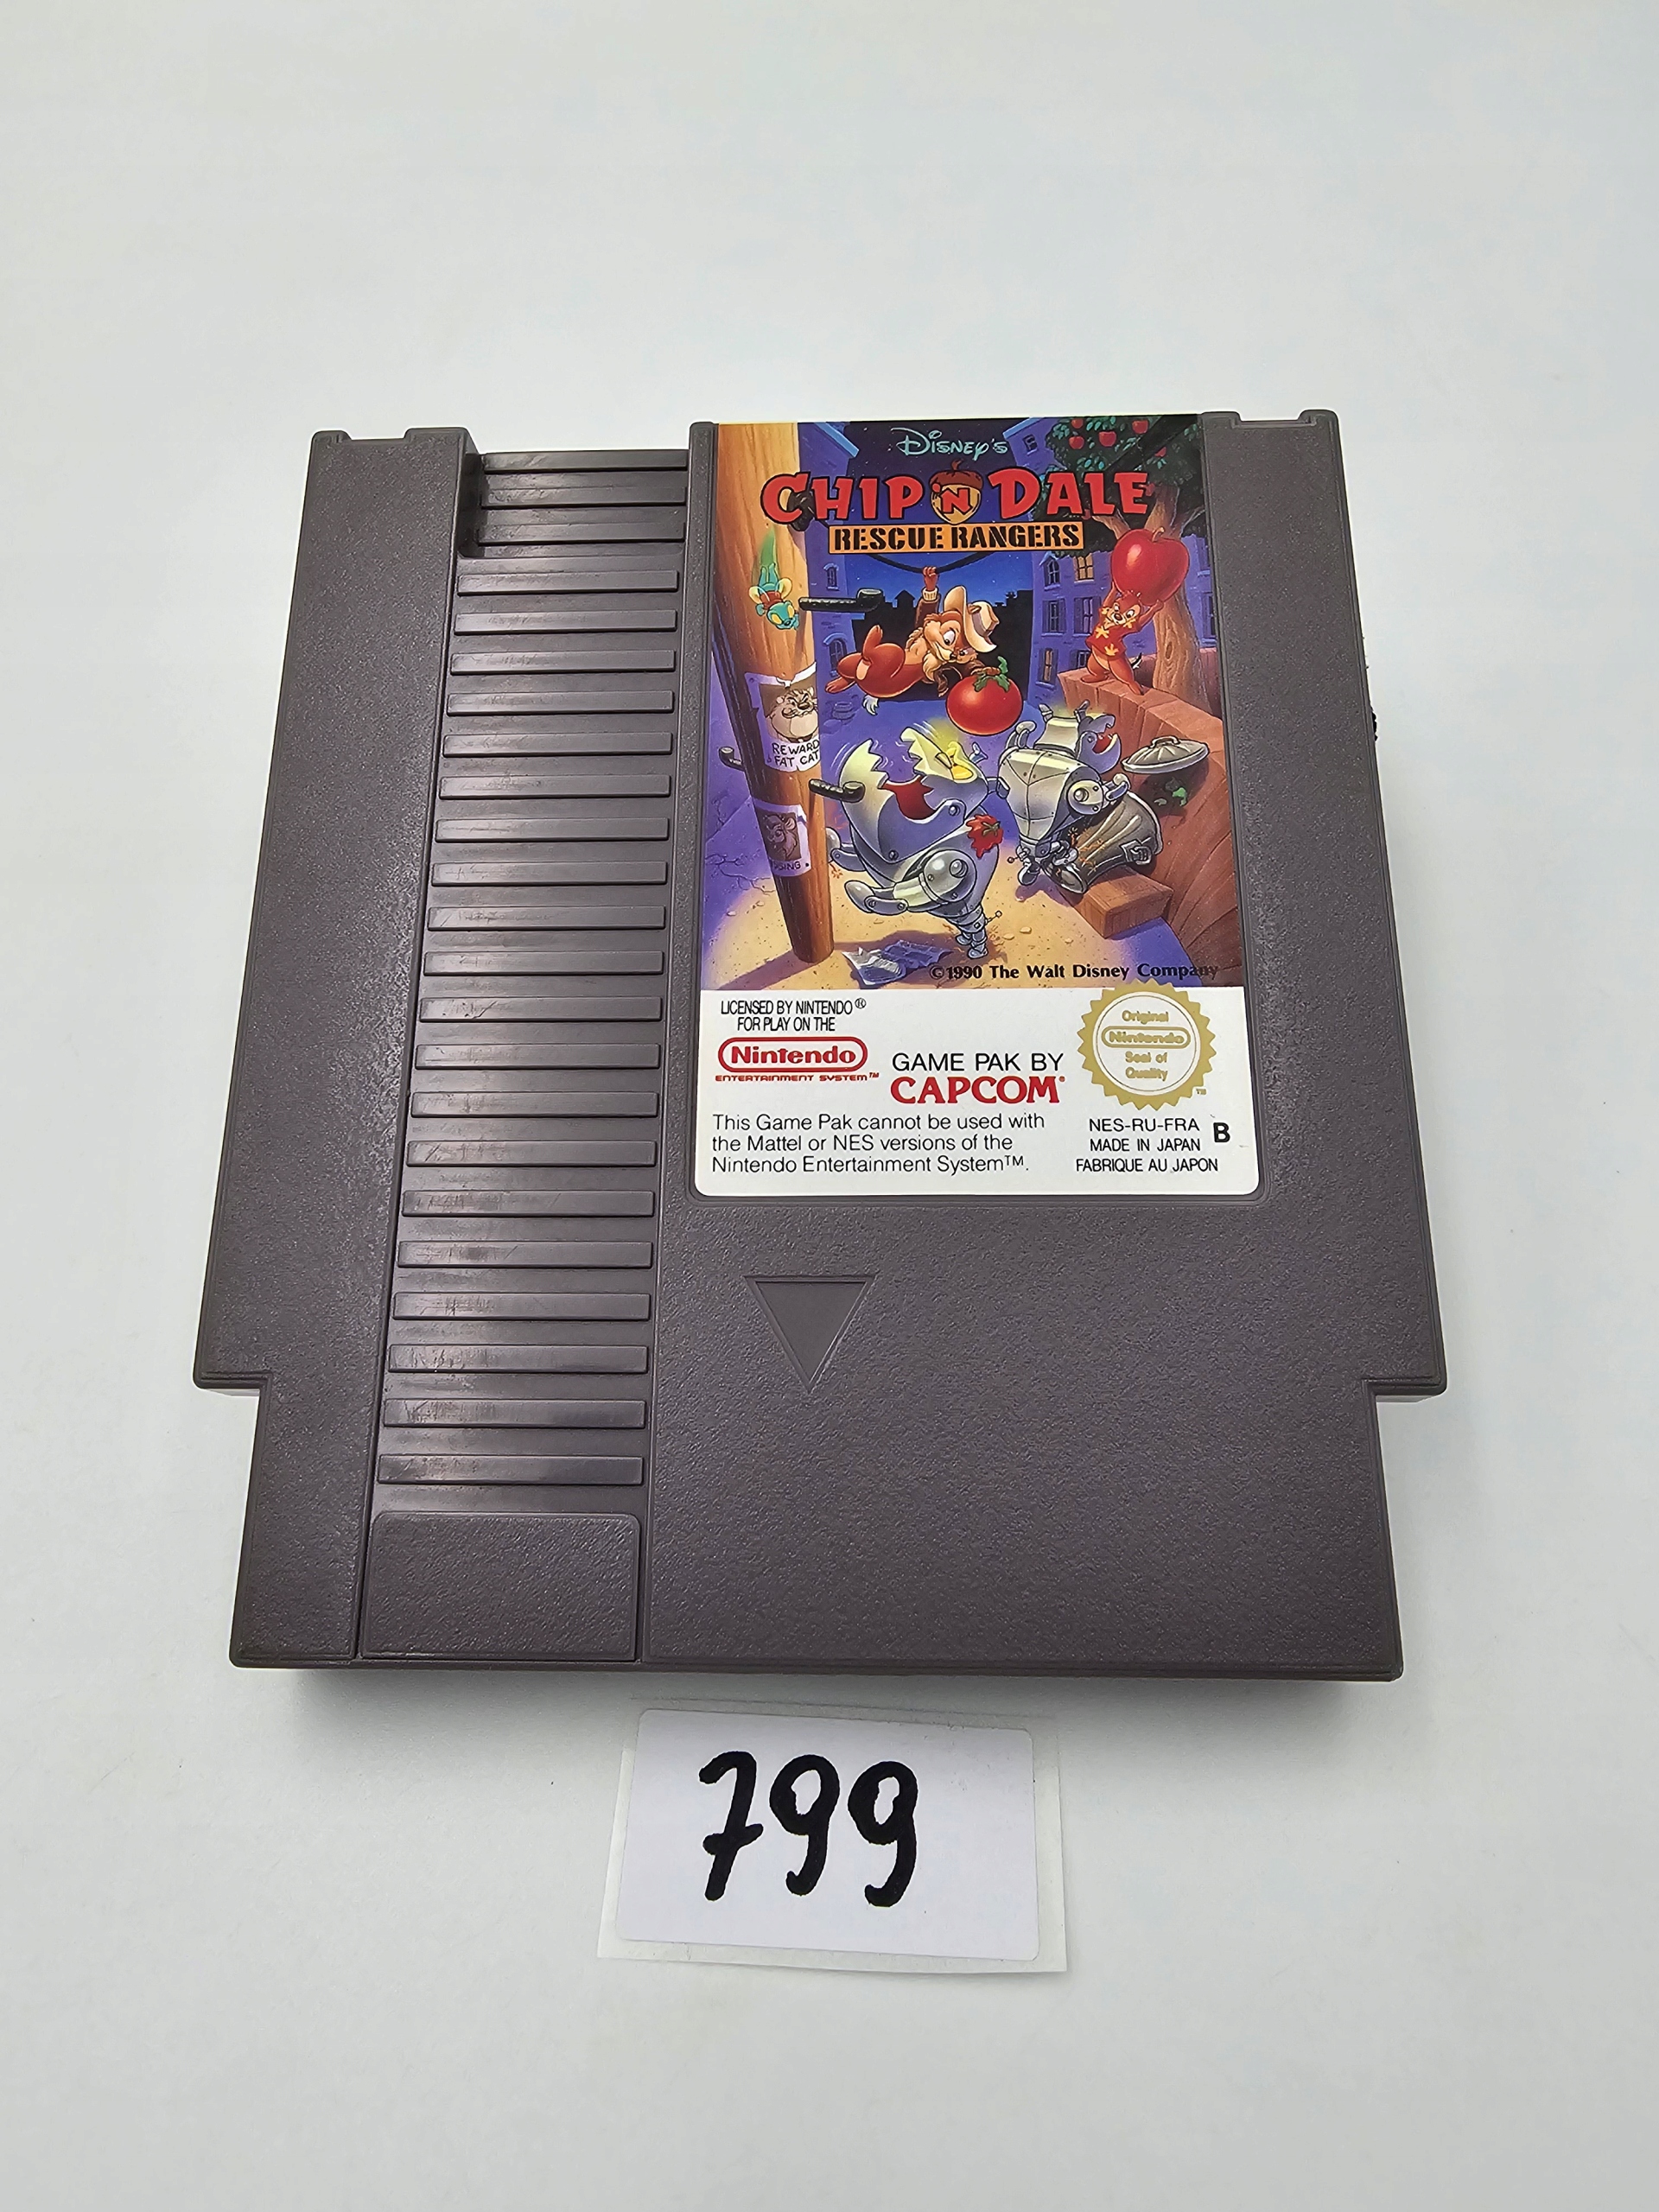 Disney's
CHIP 'N DALE
RESCUE RANGERS
REWARD
FAT CAT
©1990 The Walt Disney Company
LICENSED BY NINTENDO®
FOR PLAY ON THE
Nintendo
ENTERTAINMENT SYSTEM™
GAME PAK BY
CAPCOM®
Original
Nintendo
Seal of
Quality
TM
This Game Pak cannot be used with
the Mattel or NES versions of the
Nintendo Entertainment System™.
NES-RU-FRA
MADE IN JAPAN
FABRIQUE AU JAPON
B
799